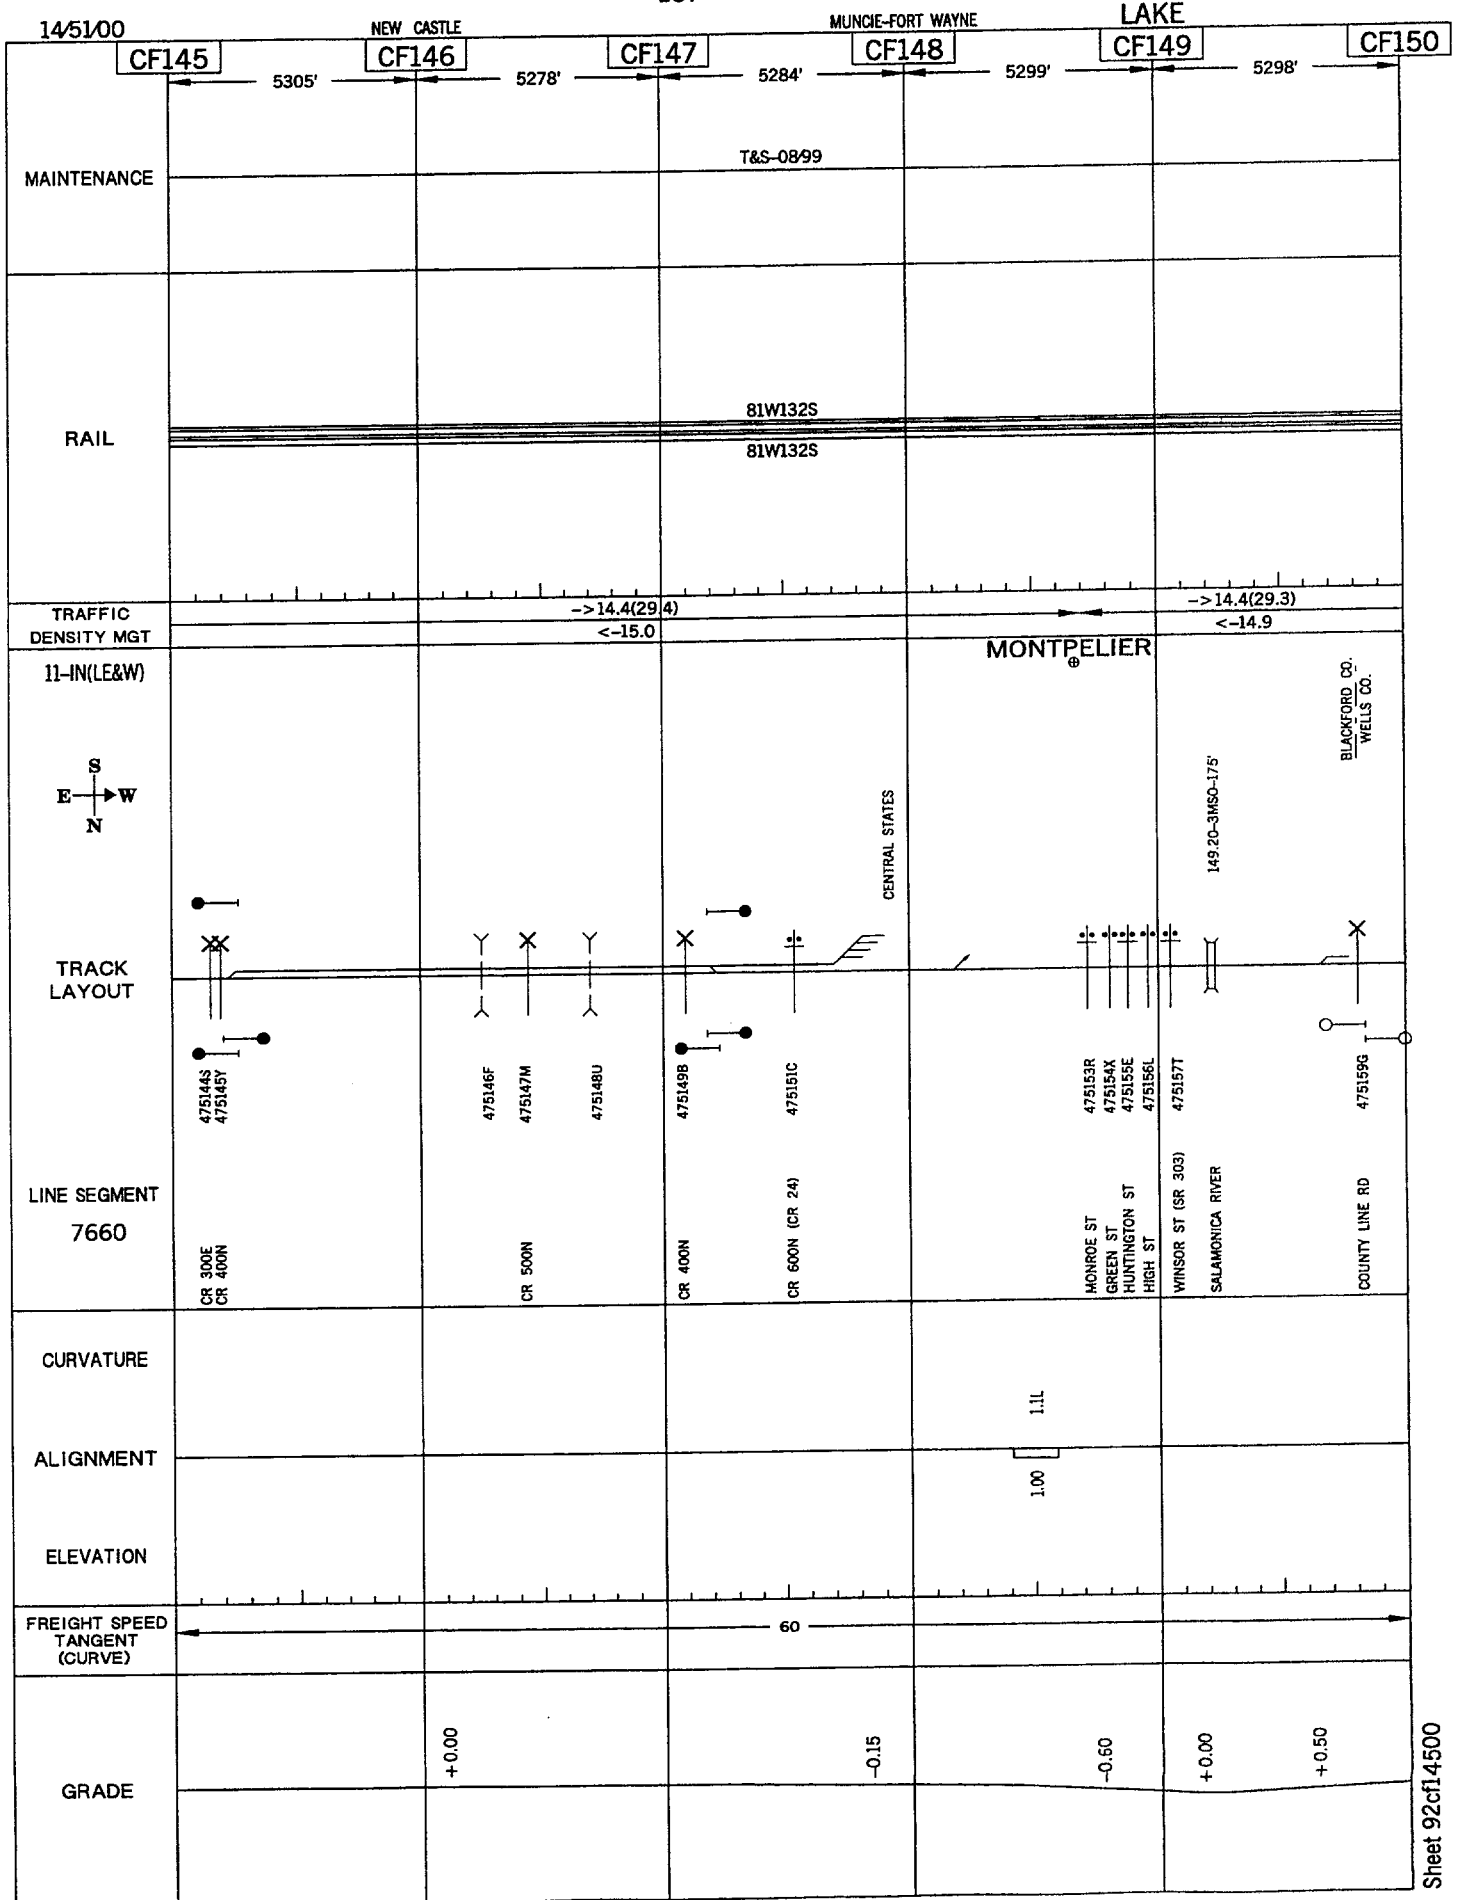 14/51/00
NEW CASTLE
MUNCIE-FORT WAYNE
LAKE
CF145
CF146
CF147
CF148
CF149
CF150
5305'
5278'
5284'
5299'
5298'
MAINTENANCE
T&S-08/99
RAIL
81W132S
81W132S
TRAFFIC
DENSITY MGT
->14.4(29.4)
<-15.0
->14.4(29.3)
<-14.9
11-IN(LE&W)
MONTPELIER
BLACKFORD CO.
WELLS CO.
S
E
W
N
CENTRAL STATES
149.20-3MSO-175'
TRACK
LAYOUT
475144S
475145Y
475146F
475147M
475148U
475149B
475151C
475153R
475154X
475155E
475156L
475157T
475159G
LINE SEGMENT
7660
CR 300E
CR 400N
CR 500N
CR 400N
CR 600N (CR 24)
MONROE ST
GREEN ST
HUNTINGTON ST
HIGH ST
WINSOR ST (SR 303)
SALAMONICA RIVER
COUNTY LINE RD
CURVATURE
1.1L
ALIGNMENT
1.00
ELEVATION
FREIGHT SPEED
TANGENT
(CURVE)
60
GRADE
+0.00
-0.15
-0.60
+0.00
+0.50
Sheet 92cf14500